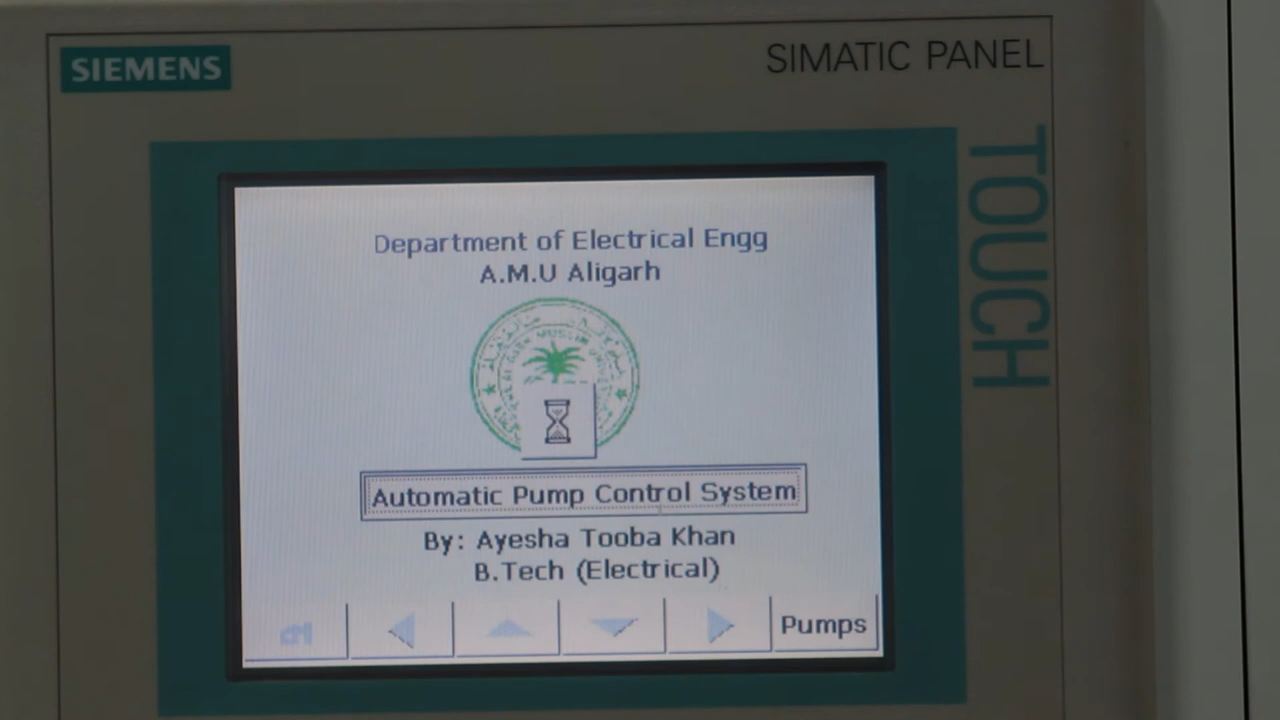 SIEMENS
SIMATIC PANEL
TOUCH
Department of Electrical Engg
A.M.U Aligarh
MUSLIM
Automatic Pump Control System
By: Ayesha Tooba Khan
B.Tech (Electrical)
Pumps